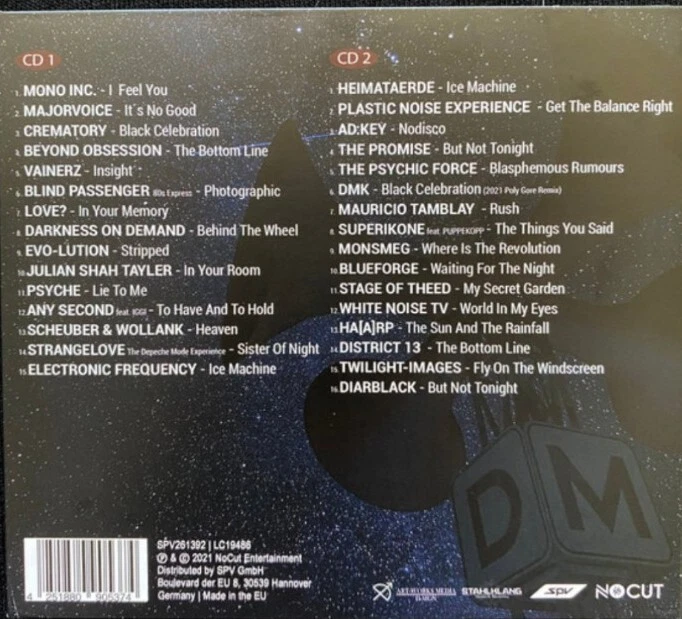 CD 1
1. MONO INC. - I Feel You
2. MAJORVOICE - It´s No Good
3. CREMATORY - Black Celebration
4. BEYOND OBSESSION - The Bottom Line
5. VAINERZ - Insight
6. BLIND PASSENGER 80s Express - Photographic
7. LOVE? - In Your Memory
8. DARKNESS ON DEMAND - Behind The Wheel
9. EVO-LUTION - Stripped
10. JULIAN SHAH TAYLER - In Your Room
11. PSYCHE - Lie To Me
12. ANY SECOND feat. IGGI - To Have And To Hold
13. SCHEUBER & WOLLANK - Heaven
14. STRANGELOVE The Depeche Mode Experience - Sister Of Night
15. ELECTRONIC FREQUENCY - Ice Machine
CD 2
1. HEIMATAERDE - Ice Machine
2. PLASTIC NOISE EXPERIENCE - Get The Balance Right
3. AD:KEY - Nodisco
4. THE PROMISE - But Not Tonight
5. THE PSYCHIC FORCE - Blasphemous Rumours
6. DMK - Black Celebration (2021 Poly Gore Remix)
7. MAURICIO TAMBLAY - Rush
8. SUPERIKONE feat. PUPPEKOPP - The Things You Said
9. MONSMEG - Where Is The Revolution
10. BLUEFORGE - Waiting For The Night
11. STAGE OF THEED - My Secret Garden
12. WHITE NOISE TV - World In My Eyes
13. HA[A]RP - The Sun And The Rainfall
14. DISTRICT 13 - The Bottom Line
15. TWILIGHT-IMAGES - Fly On The Windscreen
16. DIARBLACK - But Not Tonight
DM
4 251880 905374
SPV261392 | LC19486
℗ & © 2021 NoCut Entertainment
Distributed by SPV GmbH
Boulevard der EU 8, 30539 Hannover
Germany | Made in the EU
ART-WORKS MEDIA
DESIGN
STAHLKLANG
SPV
NOCUT